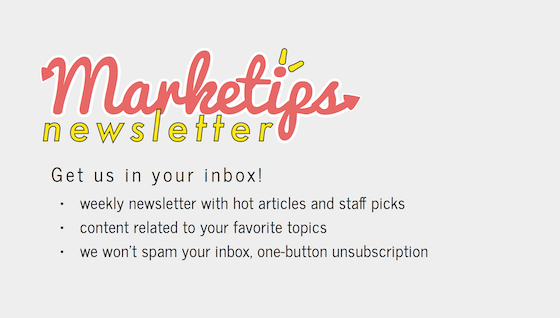 Marketips
newsletter
Get us in your inbox!
• weekly newsletter with hot articles and staff picks
• content related to your favorite topics
• we won't spam your inbox, one-button unsubscription